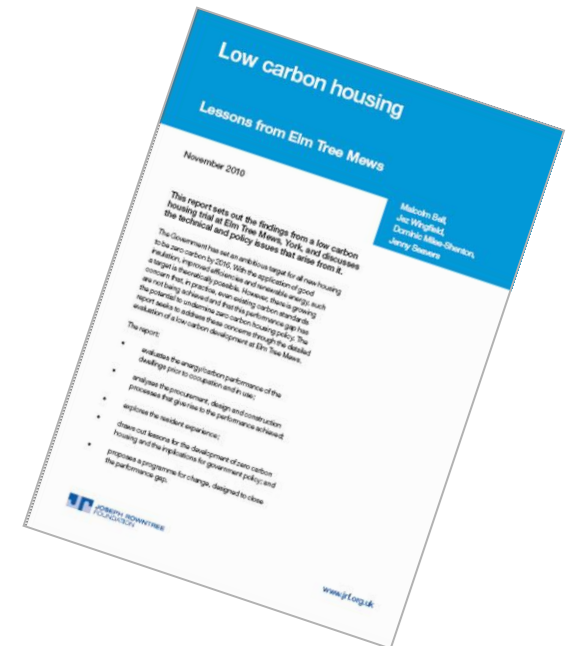 Low carbon housing
Lessons from Elm Tree Mews
November 2010
Malcolm Bell,
Jez Wingfield,
Dominic Miles-Shenton,
Jenny Seavers
This report sets out the findings from a low carbon
housing trial at Elm Tree Mews, York, and discusses
the technical and policy issues that arise from it.
The Government has set an ambitious target for all new housing
to be zero carbon by 2016. With the application of good
insulation, improved efficiencies and renewable energy, such
a target is theoretically possible. However, there is growing
concern that, in practice, even existing carbon standards
are not being achieved and that this performance gap has
the potential to undermine zero carbon housing policy. The
report seeks to address these concerns through the detailed
evaluation of a low carbon development at Elm Tree Mews.
The report:
• evaluates the energy/carbon performance of the
dwellings prior to occupation and in use;
• analyses the procurement, design and construction
processes that give rise to the performance achieved;
• explores the resident experience;
• draws out lessons for the development of zero carbon
housing and the implications for government policy; and
• proposes a programme for change, designed to close
the performance gap.
JOSEPH ROWNTREE
FOUNDATION
www.jrf.org.uk